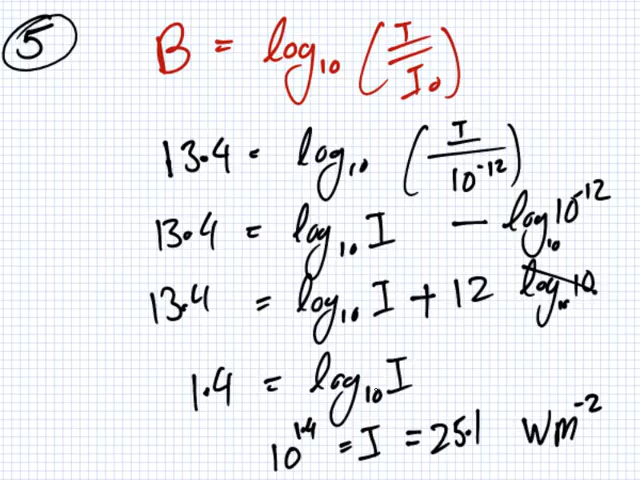 5 B = log₁₀ (I/I₀)
13.4 = log₁₀ (I/10⁻¹²)
13.4 = log₁₀ I − log₁₀ 10⁻¹²
13.4 = log₁₀ I + 12 log₁₀ 10
1.4 = log₁₀ I
10^1.4 = I = 25.1 Wm⁻²